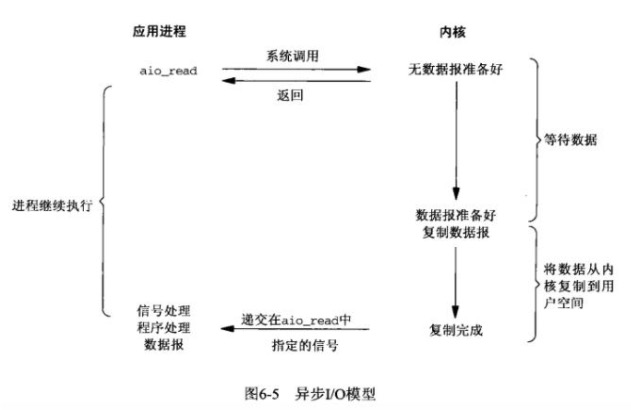 应用进程
内核
系统调用
aio_read
无数据报准备好
返回
等待数据
进程继续执行
数据报准备好
复制数据报
将数据从内
核复制到用
户空间
信号处理
程序处理
数据报
递交在aio_read中
指定的信号
复制完成
图6-5 异步I/O模型